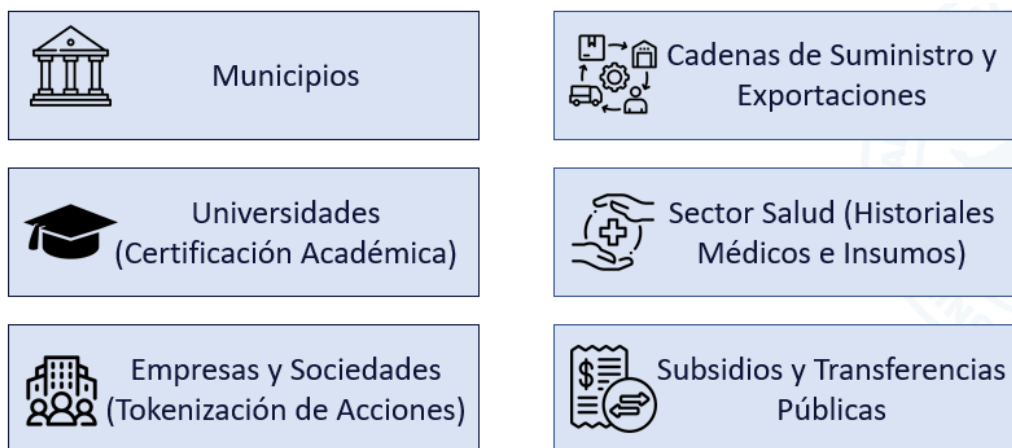 Municipios
Cadenas de Suministro y
Exportaciones
Universidades
(Certificación Académica)
Sector Salud (Historiales
Médicos e Insumos)
Empresas y Sociedades
(Tokenización de Acciones)
Subsidios y Transferencias
Públicas
$